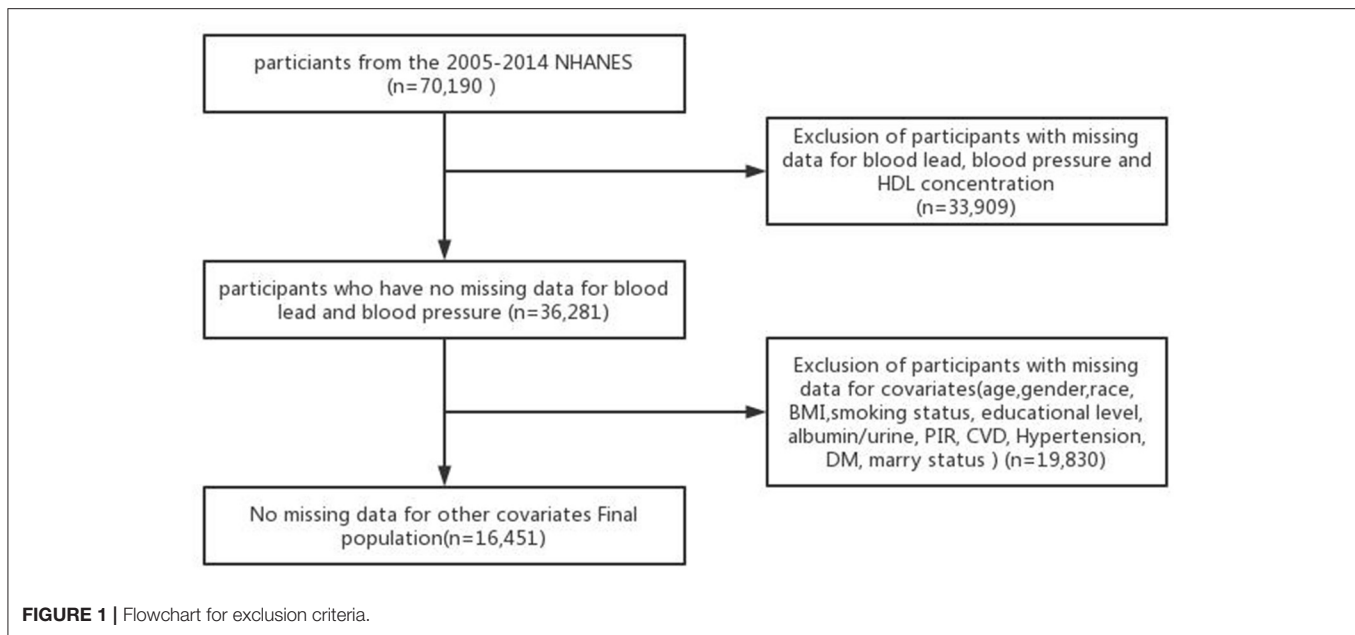 particiants from the 2005-2014 NHANES
(n=70,190 )
Exclusion of participants with missing
data for blood lead, blood pressure and
HDL concentration
(n=33,909)
participants who have no missing data for blood
lead and blood pressure (n=36,281)
Exclusion of participants with missing
data for covariates(age,gender,race,
BMI,smoking status, educational level,
albumin/urine, PIR, CVD, Hypertension,
DM, marry status ) (n=19,830)
No missing data for other covariates Final
population(n=16,451)
FIGURE 1 | Flowchart for exclusion criteria.